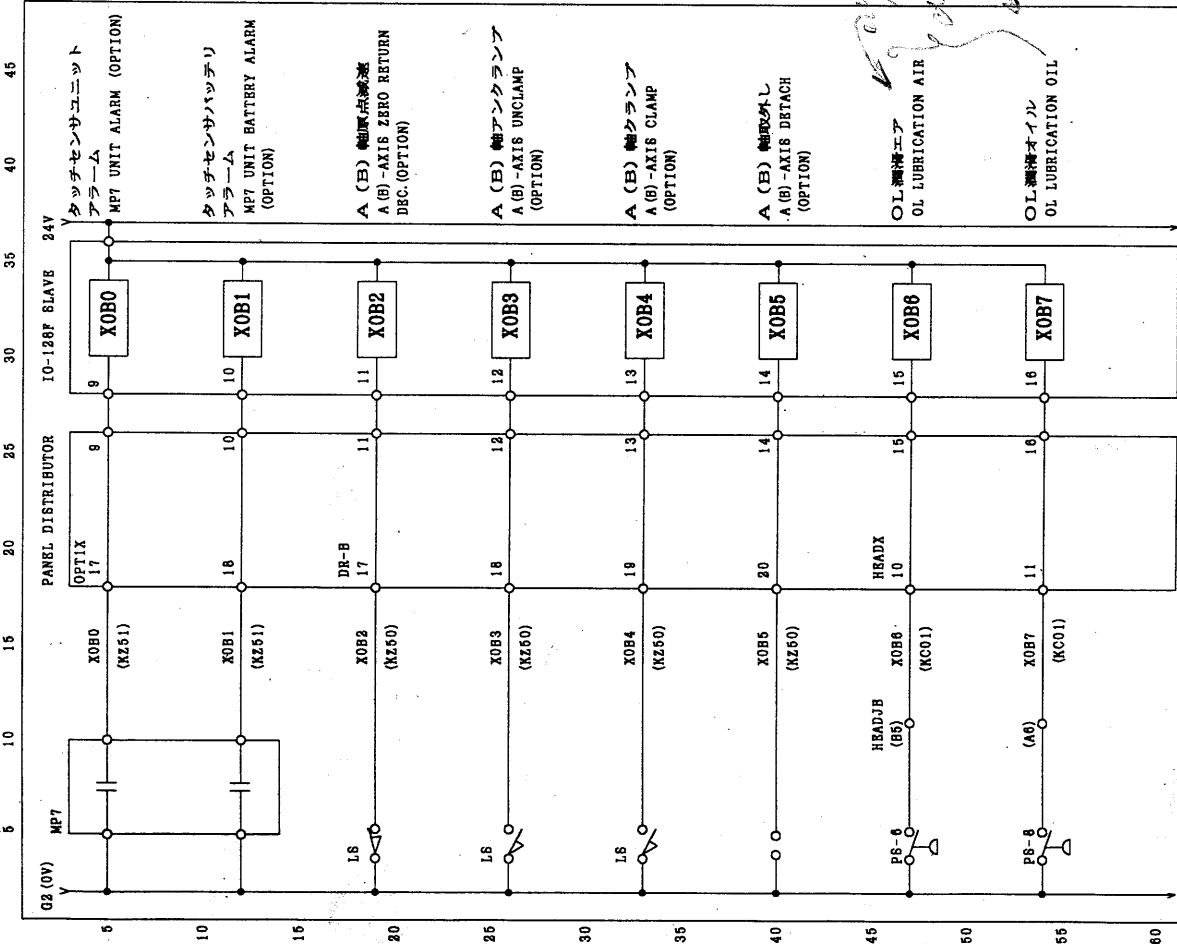 G2 (0V)
MP7
PANEL DISTRIBUTOR
IO-128F SLAVE
24V
5
10
15
20
25
30
35
40
45
5
10
15
20
25
30
35
40
45
50
55
60
X0B0
(KZ51)
OPT1X
17
9
9
X0B0
タッチセンサユニット
アラーム
MP7 UNIT ALARM (OPTION)
X0B1
(KZ51)
18
10
10
X0B1
タッチセンサバッテリ
アラーム
MP7 UNIT BATTERY ALARM
(OPTION)
LS
X0B2
(KZ50)
DR-B
17
11
11
X0B2
A (B) 軸原点減速
A (B) -AXIS ZERO RETURN
DEC.(OPTION)
LS
X0B3
(KZ50)
18
12
12
X0B3
A (B) 軸アンクランプ
A (B) -AXIS UNCLAMP
(OPTION)
LS
X0B4
(KZ50)
19
13
13
X0B4
A (B) 軸クランプ
A (B) -AXIS CLAMP
(OPTION)
X0B5
(KZ50)
20
14
14
X0B5
A (B) 軸取外し
A (B) -AXIS DETACH
(OPTION)
PS-6
HEADJB
(B5)
X0B6
(KC01)
HEADX
10
15
15
X0B6
OL潤滑エア
OL LUBRICATION AIR
PS-8
(A6)
X0B7
(KC01)
11
16
16
X0B7
OL潤滑オイル
OL LUBRICATION OIL